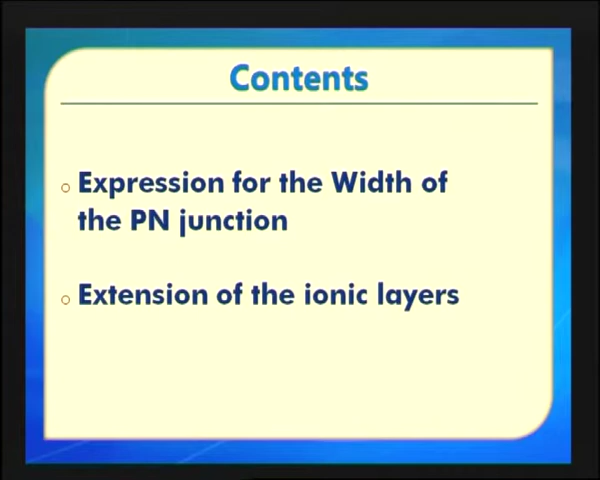 Contents
Expression for the Width of
the PN junction
Extension of the ionic layers